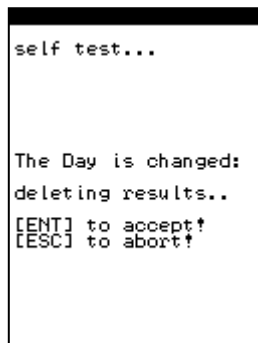 self test...
The Day is changed:
deleting results..
[ENT] to accept!
[ESC] to abort!